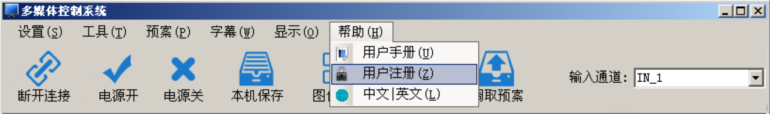 多媒体控制系统
设置(S) 工具(T) 预案(P) 字幕(W) 显示(O) 帮助(H)
用户手册(U)
用户注册(Z)
中文|英文(L)
断开连接 电源开 电源关 本机保存 图 取预案 输入通道: IN_1